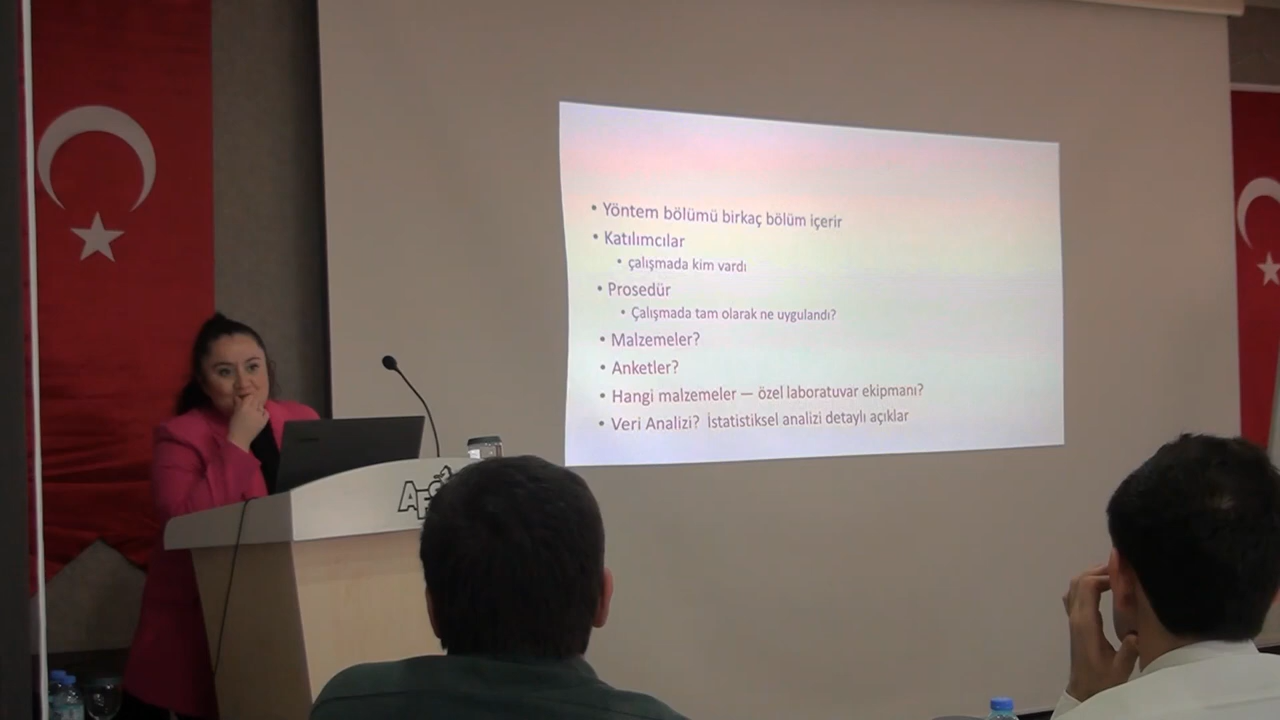 • Yöntem bölümü birkaç bölüm içerir
• Katılımcılar
• çalışmada kim vardı
• Prosedür
• Çalışmada tam olarak ne uygulandı?
• Malzemeler?
• Anketler?
• Hangi malzemeler — özel laboratuvar ekipmanı?
• Veri Analizi? İstatistiksel analizi detaylı açıklar